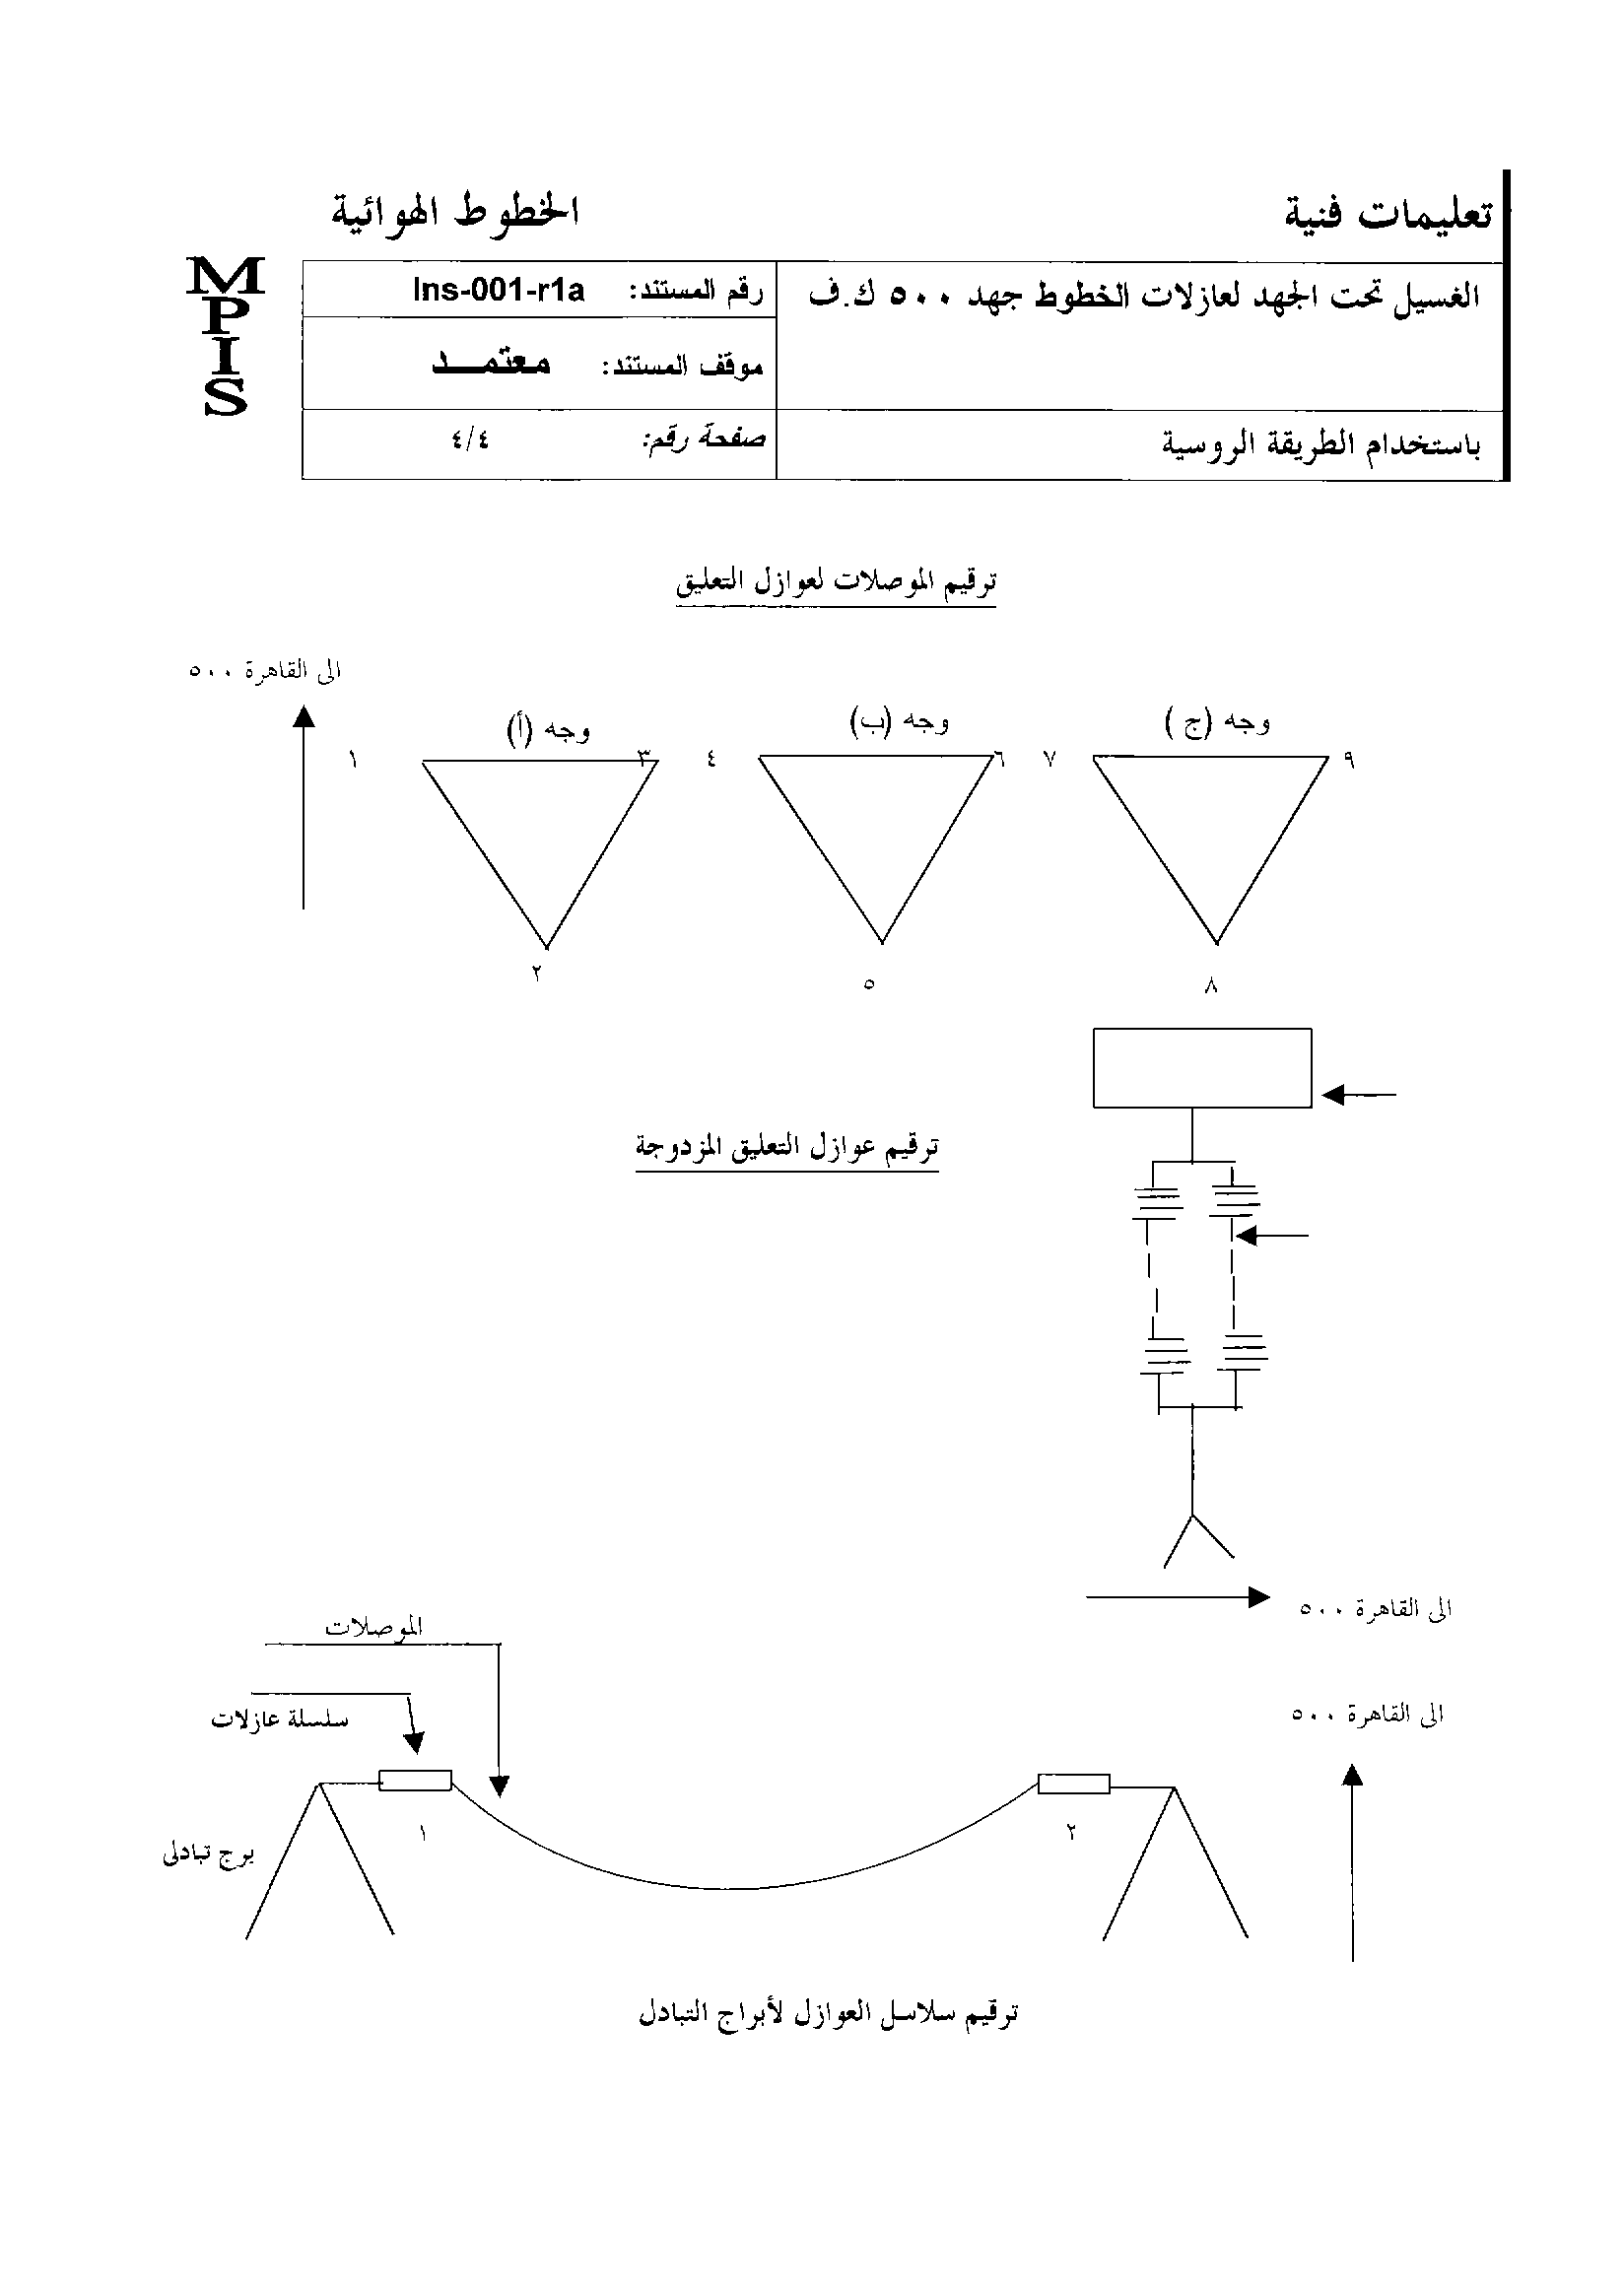 تعليمات فنية
الخطوط الهوائية
MPIS
الغسيل تحت الجهد لعازلات الخطوط جهد ٥٠٠ ك.ف
رقم المستند: Ins-001-r1a
موقف المستند: معتمــد
باستخدام الطريقة الروسية
صفحة رقم: ٤/٤
ترقيم الموصلات لعوازل التعليق
الى القاهرة ٥٠٠
وجه (أ)
وجه (ب)
وجه (ج )
١
٣
٤
٦
٧
٩
٢
٥
٨
ترقيم عوازل التعليق المزدوجة
الى القاهرة ٥٠٠
الموصلات
سلسلة عازلات
الى القاهرة ٥٠٠
برج تبادلى
١
٢
ترقيم سلاسل العوازل لأبراج التبادل